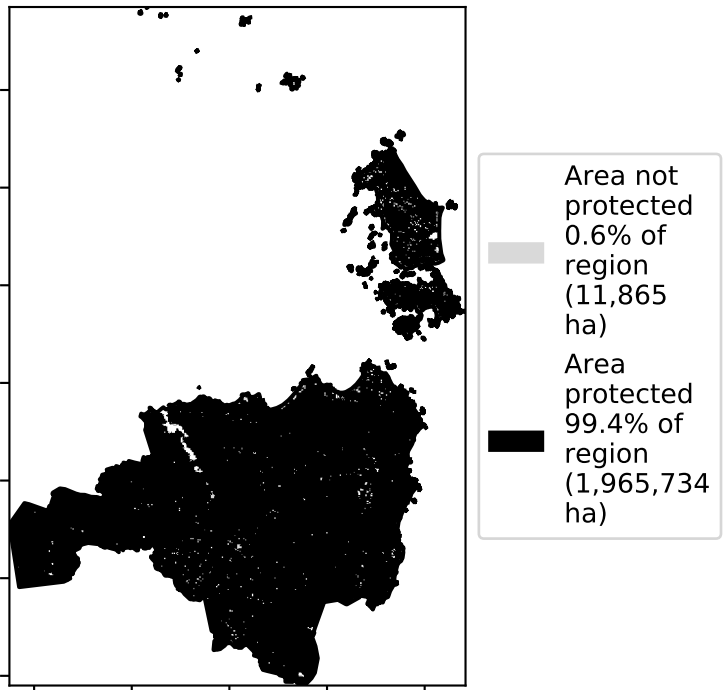 Area not
protected
0.6% of
region
(11,865
ha)
Area
protected
99.4% of
region
(1,965,734
ha)